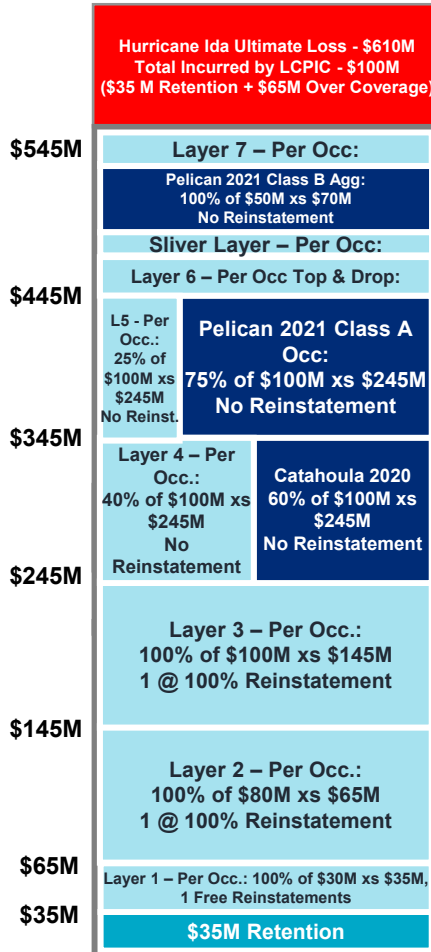 Hurricane Ida Ultimate Loss - $610M
Total Incurred by LCPIC - $100M
($35 M Retention + $65M Over Coverage)
$545M
Layer 7 – Per Occ:
Pelican 2021 Class B Agg:
100% of $50M xs $70M
No Reinstatement
Sliver Layer – Per Occ:
Layer 6 – Per Occ Top & Drop:
$445M
L5 - Per
Occ.:
25% of
$100M xs
$245M
No Reinst.
Pelican 2021 Class A
Occ:
75% of $100M xs $245M
No Reinstatement
$345M
Layer 4 – Per
Occ.:
40% of $100M xs
$245M
No
Reinstatement
Catahoula 2020
60% of $100M xs
$245M
No Reinstatement
$245M
Layer 3 – Per Occ.:
100% of $100M xs $145M
1 @ 100% Reinstatement
$145M
Layer 2 – Per Occ.:
100% of $80M xs $65M
1 @ 100% Reinstatement
$65M
Layer 1 – Per Occ.: 100% of $30M xs $35M,
1 Free Reinstatements
$35M
$35M Retention